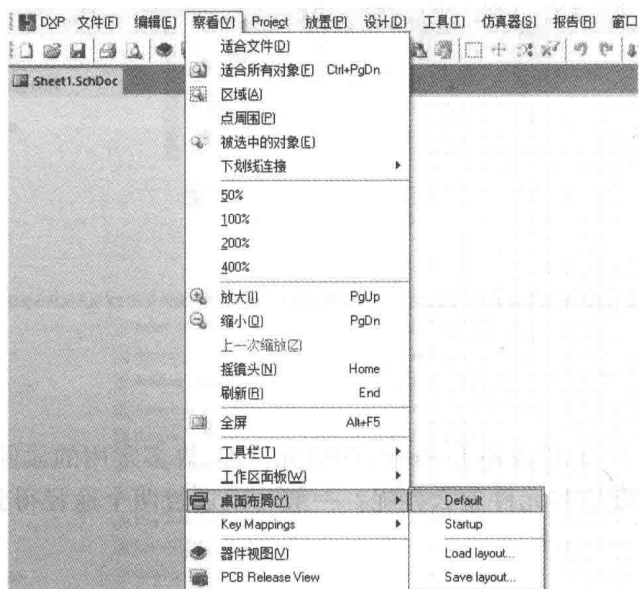 DXP 文件(F) 编辑(E) 察看(V) Project 放置(P) 设计(D) 工具(T) 仿真器(S) 报告(R) 窗口
Sheet1.SchDoc
适合文件(D)
适合所有对象(F) Ctrl+PgDn
区域(A)
点周围(P)
被选中的对象(E)
下划线连接
50%
100%
200%
400%
放大(I) PgUp
缩小(O) PgDn
上一次缩放(Z)
摇镜头(N) Home
刷新(R) End
全屏 Alt+F5
工具栏(T)
工作区面板(W)
桌面布局(Y) Default
Key Mappings Startup
器件视图(V) Load layout...
PCB Release View Save layout...